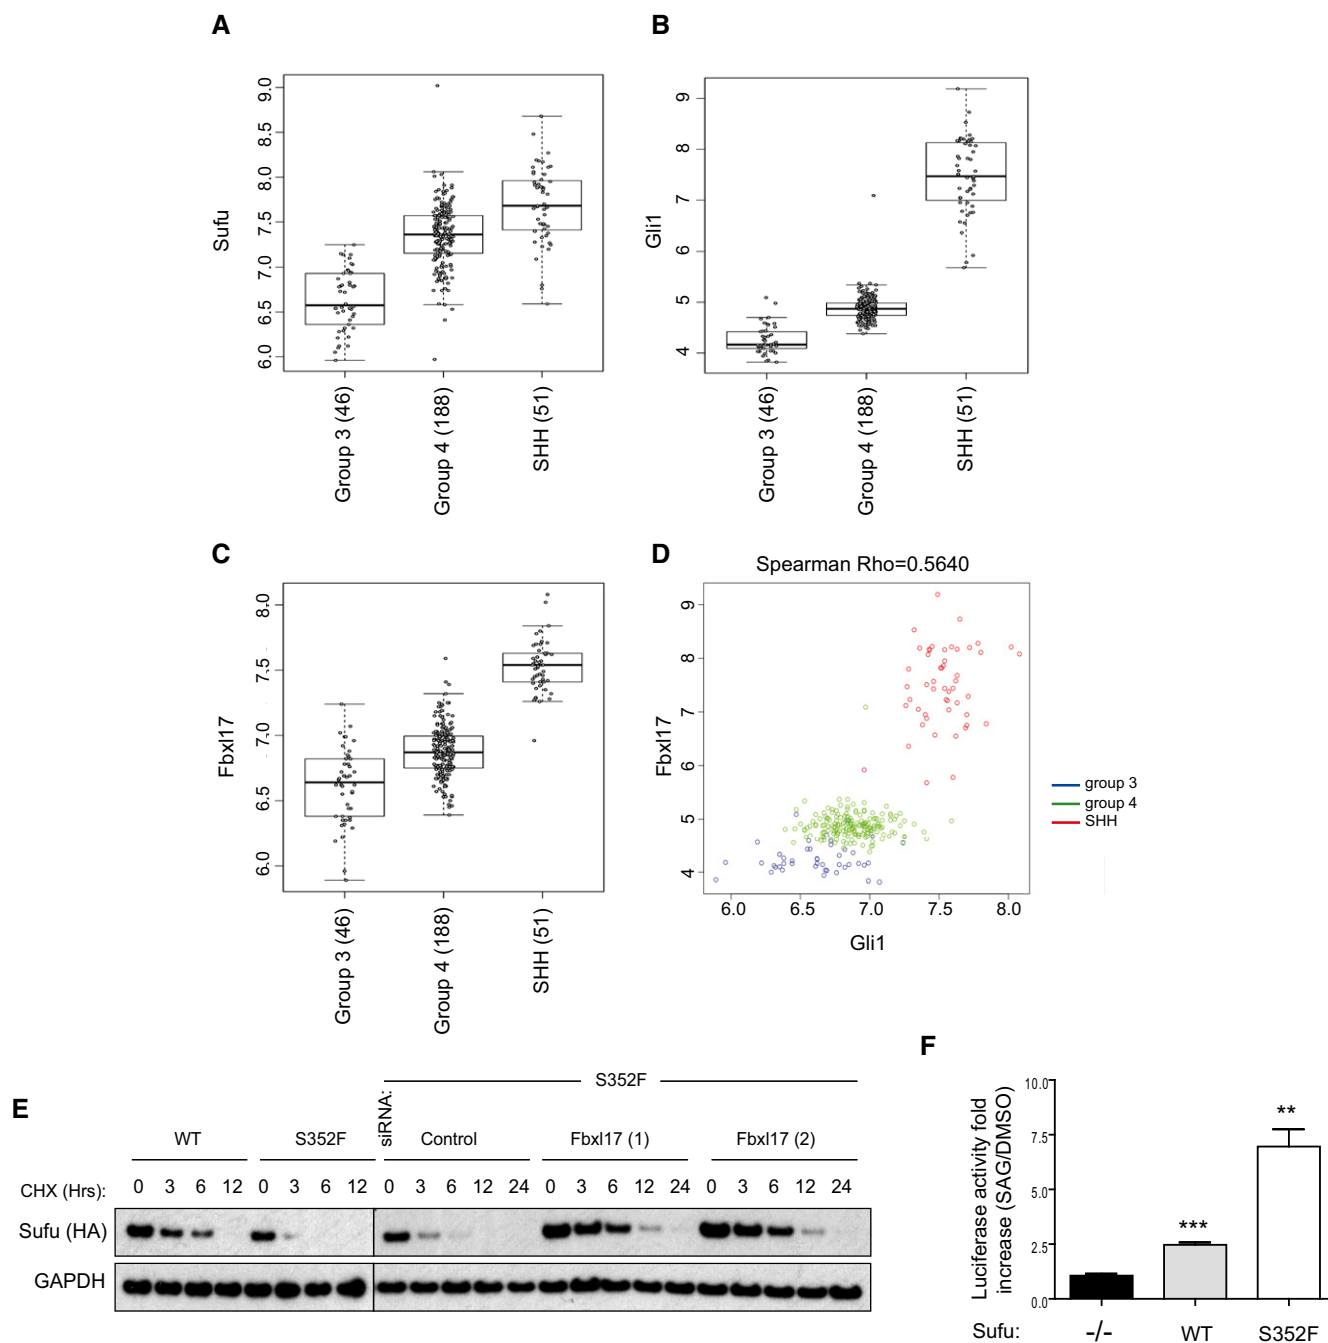 A
Sufu
9.0
8.5
8.0
7.5
7.0
6.5
6.0
Group 3 (46)
Group 4 (188)
SHH (51)
B
Gli1
9
8
7
6
5
4
Group 3 (46)
Group 4 (188)
SHH (51)
C
Fbxl17
8.0
7.5
7.0
6.5
6.0
Group 3 (46)
Group 4 (188)
SHH (51)
D
Spearman Rho=0.5640
Fbxl17
9
8
7
6
5
4
6.0 6.5 7.0 7.5 8.0
Gli1
group 3
group 4
SHH
E
S352F
siRNA:
WT S352F Control Fbxl17 (1) Fbxl17 (2)
CHX (Hrs): 0 3 6 12 0 3 6 12 0 3 6 12 24 0 3 6 12 24 0 3 6 12 24
Sufu (HA)
GAPDH
F
Luciferase activity fold
increase (SAG/DMSO)
10.0
7.5
5.0
2.5
0.0
***
**
Sufu: -/- WT S352F